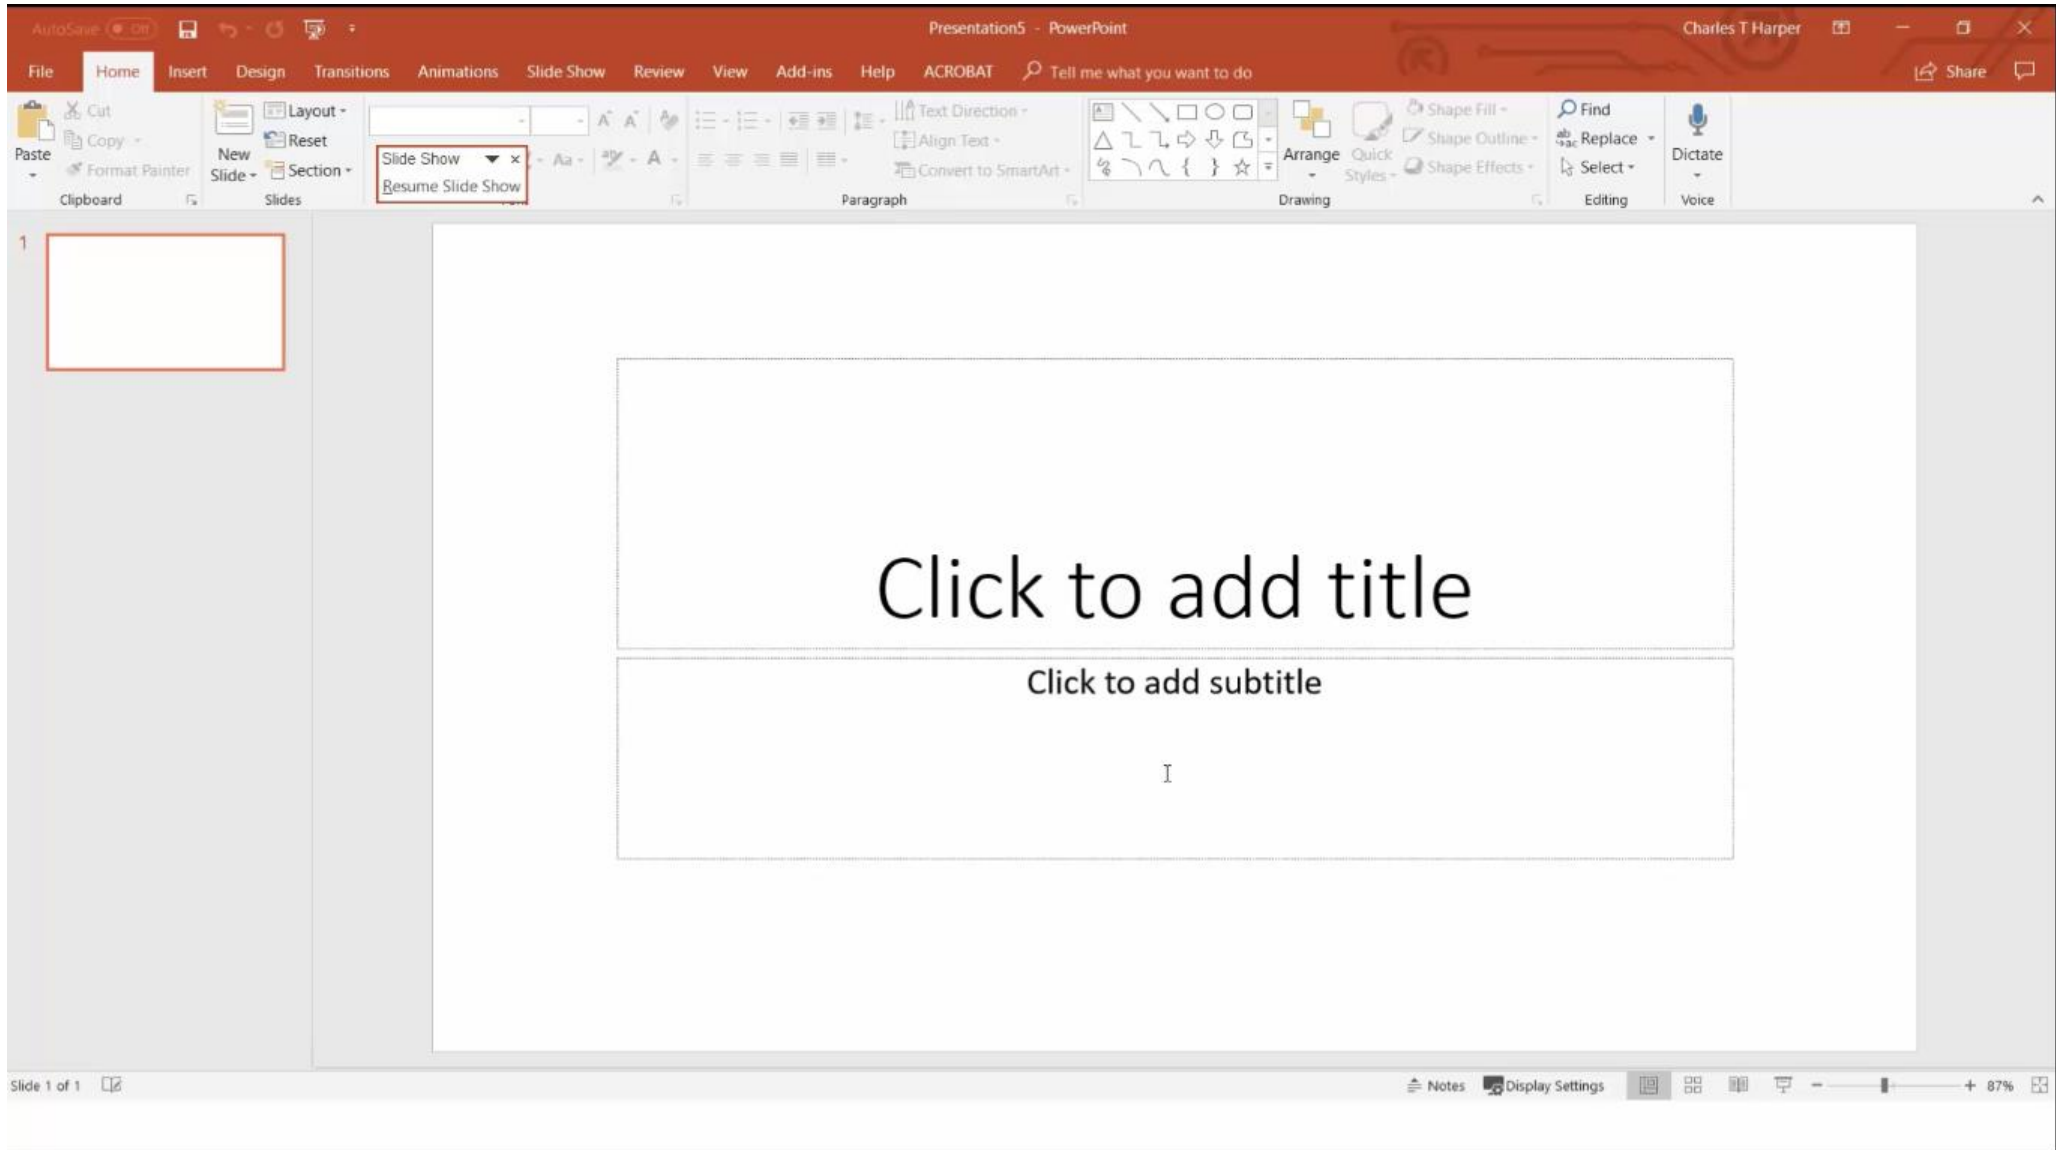 AutoSave Off
Presentation5 - PowerPoint
Charles T Harper
File Home Insert Design Transitions Animations Slide Show Review View Add-ins Help ACROBAT Tell me what you want to do Share
Paste
Cut
Copy
Format Painter
Clipboard
New Slide
Layout
Reset
Section
Slides
Slide Show
Resume Slide Show
Aa
A
Text Direction
Align Text
Convert to SmartArt
Paragraph
Arrange
Quick Styles
Shape Fill
Shape Outline
Shape Effects
Drawing
Find
Replace
Select
Editing
Dictate
Voice
1
Click to add title
Click to add subtitle
Slide 1 of 1
Notes
Display Settings
87%